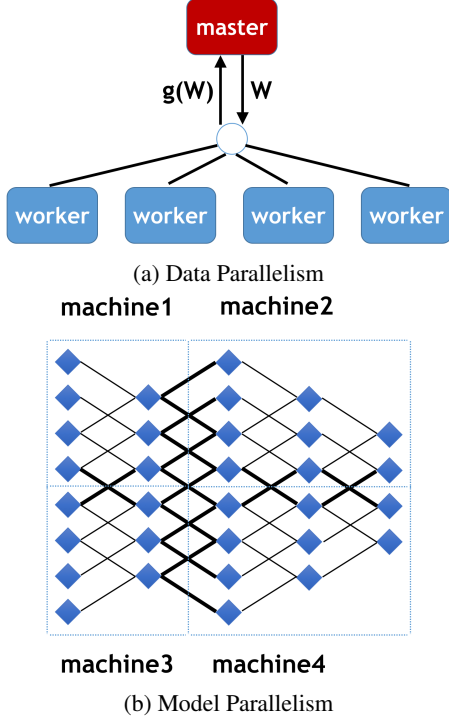 master
g(W) W
worker worker worker worker
(a) Data Parallelism
machine1 machine2
machine3 machine4
(b) Model Parallelism